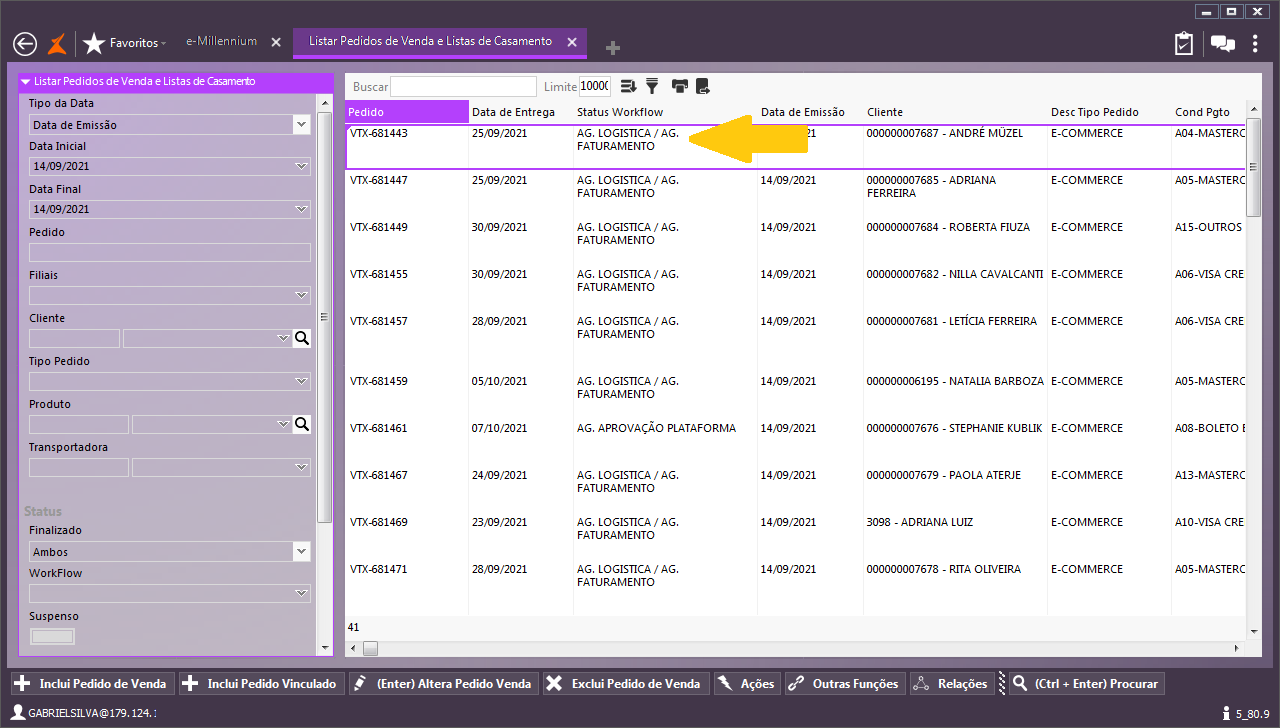 Favoritos
e-Millennium
Listar Pedidos de Venda e Listas de Casamento
Listar Pedidos de Venda e Listas de Casamento
Tipo da Data
Data de Emissão
Data Inicial
14/09/2021
Data Final
14/09/2021
Pedido
Filiais
Cliente
Tipo Pedido
Produto
Transportadora
Status
Finalizado
Ambos
WorkFlow
Suspenso
Buscar
Limite 1000
Pedido Data de Entrega Status Workflow Data de Emissão Cliente Desc Tipo Pedido Cond Pgto
VTX-681443 25/09/2021 AG. LOGISTICA / AG. 21 000000007687 - ANDRÉ MÜZEL E-COMMERCE A04-MASTERC
FATURAMENTO
VTX-681447 25/09/2021 AG. LOGISTICA / AG. 14/09/2021 000000007685 - ADRIANA E-COMMERCE A05-MASTERC
FATURAMENTO FERREIRA
VTX-681449 30/09/2021 AG. LOGISTICA / AG. 14/09/2021 000000007684 - ROBERTA FIUZA E-COMMERCE A15-OUTROS
FATURAMENTO
VTX-681455 30/09/2021 AG. LOGISTICA / AG. 14/09/2021 000000007682 - NILLA CAVALCANTI E-COMMERCE A06-VISA CRE
FATURAMENTO
VTX-681457 28/09/2021 AG. LOGISTICA / AG. 14/09/2021 000000007681 - LETÍCIA FERREIRA E-COMMERCE A06-VISA CRE
FATURAMENTO
VTX-681459 05/10/2021 AG. LOGISTICA / AG. 14/09/2021 000000006195 - NATALIA BARBOZA E-COMMERCE A05-MASTERC
FATURAMENTO
VTX-681461 07/10/2021 AG. APROVAÇÃO PLATAFORMA 14/09/2021 000000007676 - STEPHANIE KUBLIK E-COMMERCE A08-BOLETO E
VTX-681467 24/09/2021 AG. LOGISTICA / AG. 14/09/2021 000000007679 - PAOLA ATERJE E-COMMERCE A13-MASTERC
FATURAMENTO
VTX-681469 23/09/2021 AG. LOGISTICA / AG. 14/09/2021 3098 - ADRIANA LUIZ E-COMMERCE A10-VISA CRE
FATURAMENTO
VTX-681471 28/09/2021 AG. LOGISTICA / AG. 14/09/2021 000000007678 - RITA OLIVEIRA E-COMMERCE A05-MASTERC
FATURAMENTO
41
Inclui Pedido de Venda Inclui Pedido Vinculado (Enter) Altera Pedido Venda Exclui Pedido de Venda Ações Outras Funções Relações (Ctrl + Enter) Procurar
GABRIELSILVA@179.124. 5_80.9